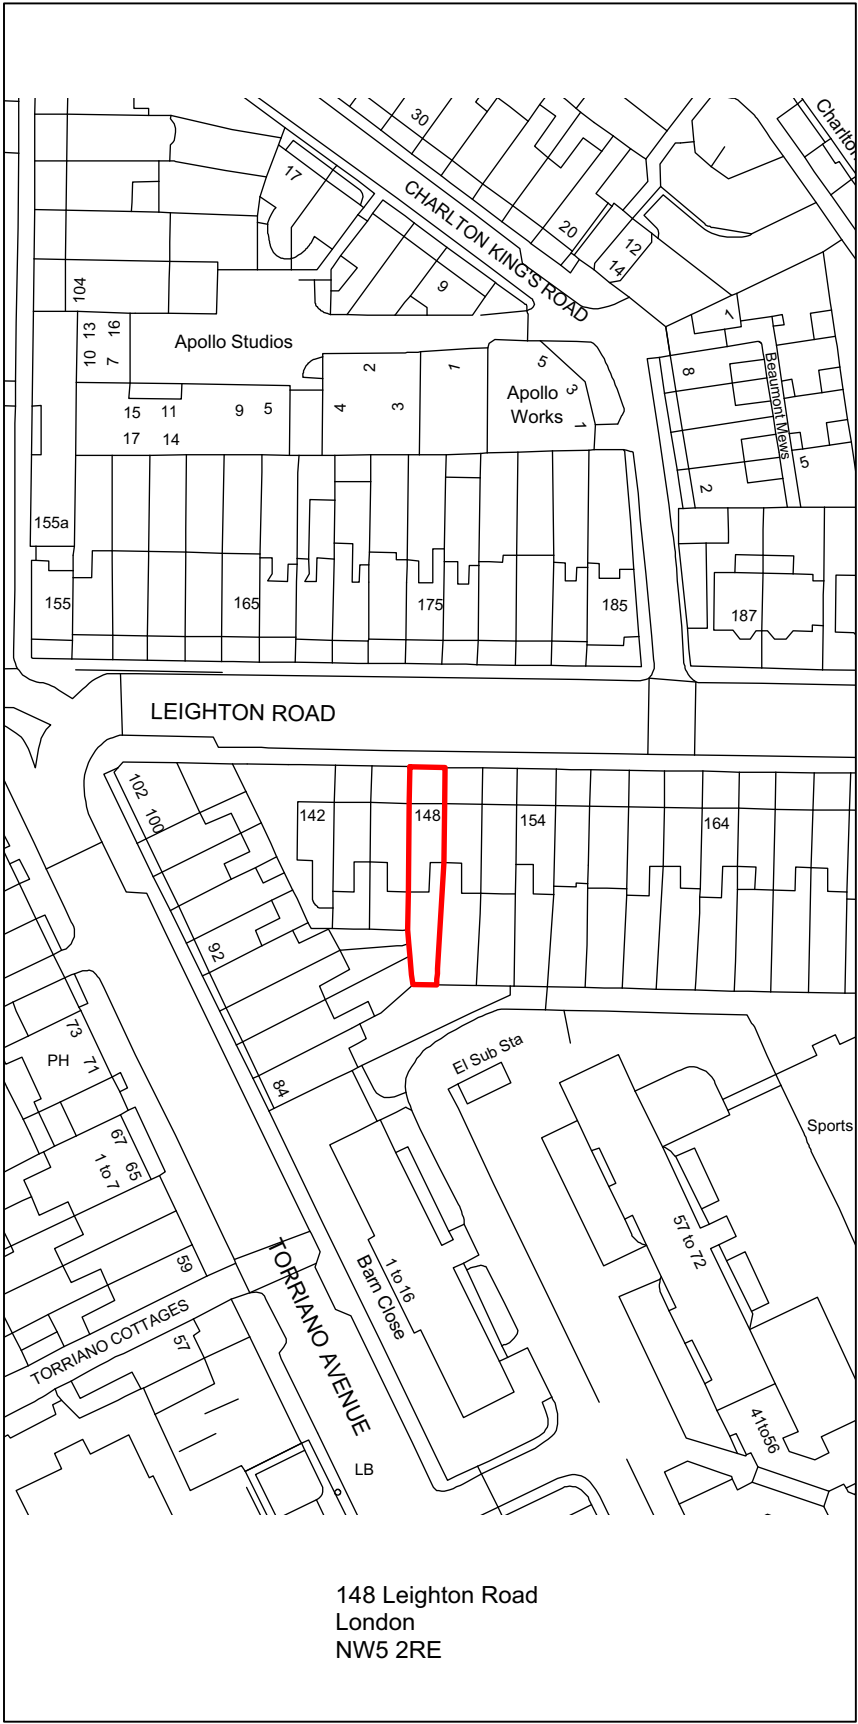 30
Charlton
17
CHARLTON KING'S ROAD
20
12
14
104
9
1
13 16
10 7
Apollo Studios
2
1
5
3
1
Apollo
Works
8
Beaumont Mews
15 11
9 5
4
3
17 14
5
2
155a
155
165
175
185
187
LEIGHTON ROAD
102
100
142
148
154
164
92
73
71
PH
El Sub Sta
84
67
65
1 to 7
Sports
59
57 to 72
1 to 16
Barn Close
TORRIANO COTTAGES
57
TORRIANO AVENUE
41to56
LB
148 Leighton Road
London
NW5 2RE